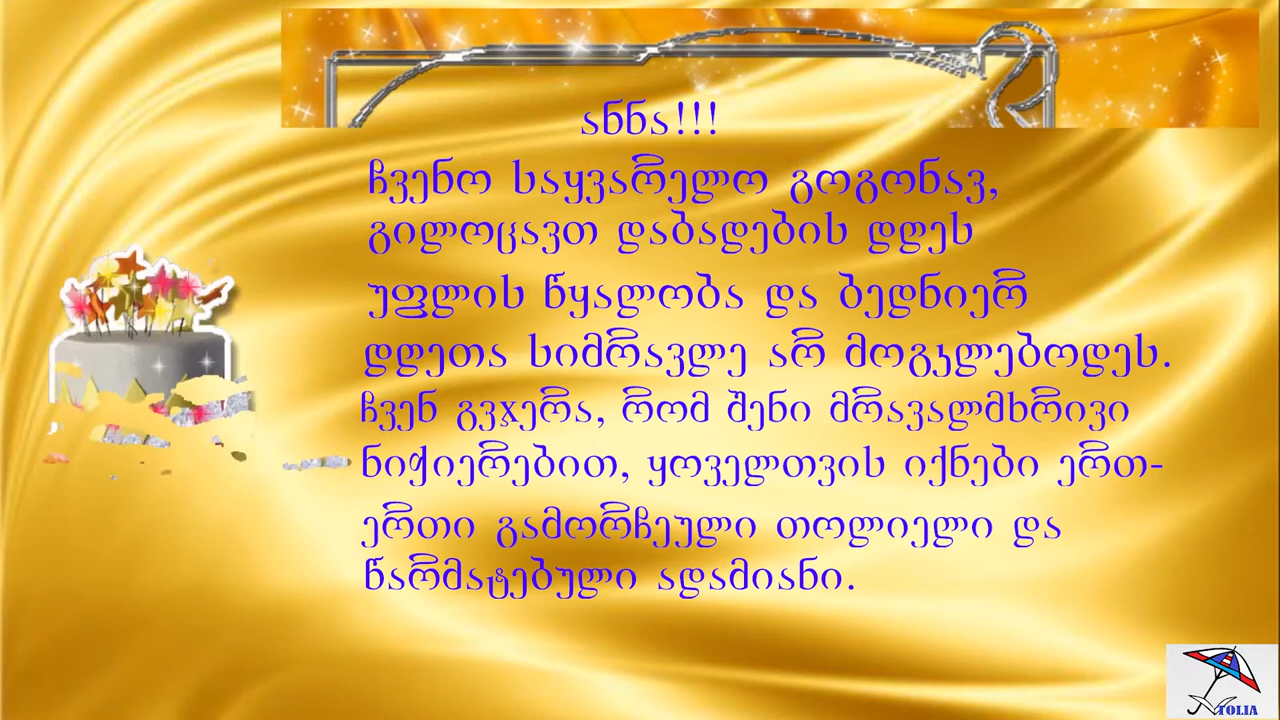 ანნა!!!
ჩვენო საყვარელო გოგონავ,
გილოცავთ დაბადების დღეს
უფლის წყალობა და ბედნიერ
დღეთა სიმრავლე არ მოგკლებოდეს.
ჩვენ გვჯერა, რომ შენი მრავალმხრივი
ნიჭიერებით, ყოველთვის იქნები ერთ-
ერთი გამორჩეული თოლიელი და
წარმატებული ადამიანი.
TOLIA